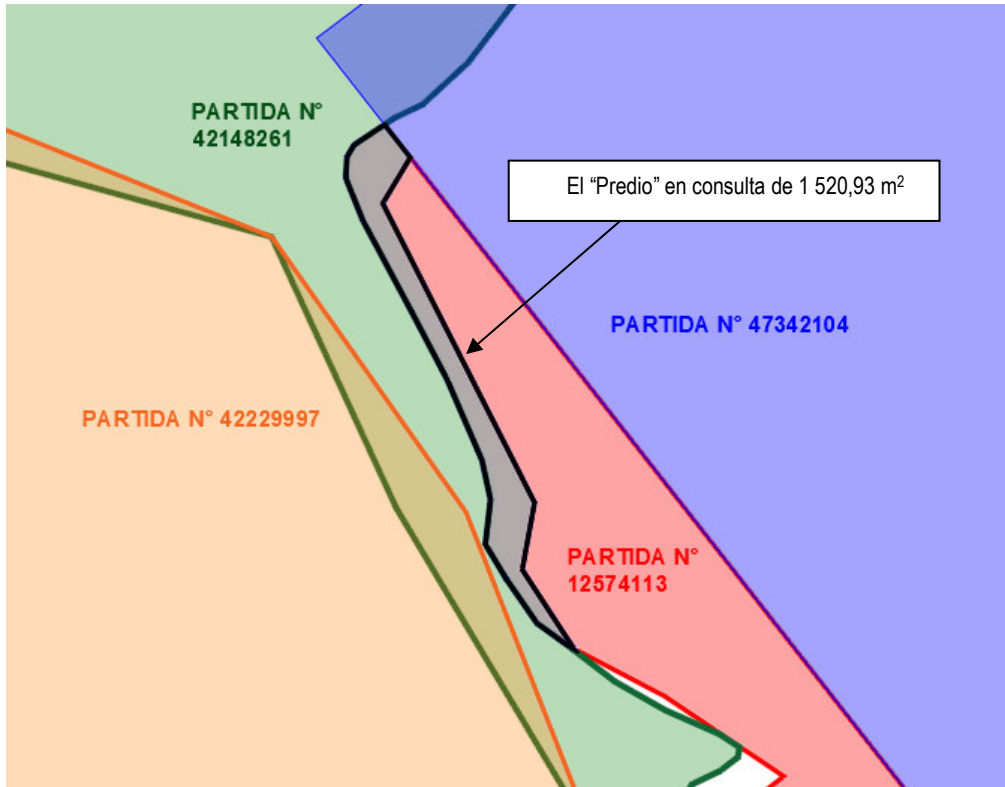 PARTIDA N°
42148261
El “Predio” en consulta de 1 520,93 m²
PARTIDA N° 47342104
PARTIDA N° 42229997
PARTIDA N°
12574113